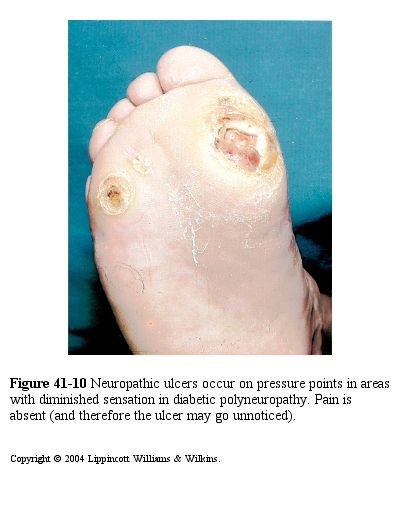 Figure 41-10 Neuropathic ulcers occur on pressure points in areas
with diminished sensation in diabetic polyneuropathy. Pain is
absent (and therefore the ulcer may go unnoticed).
Copyright © 2004 Lippincott Williams & Wilkins.